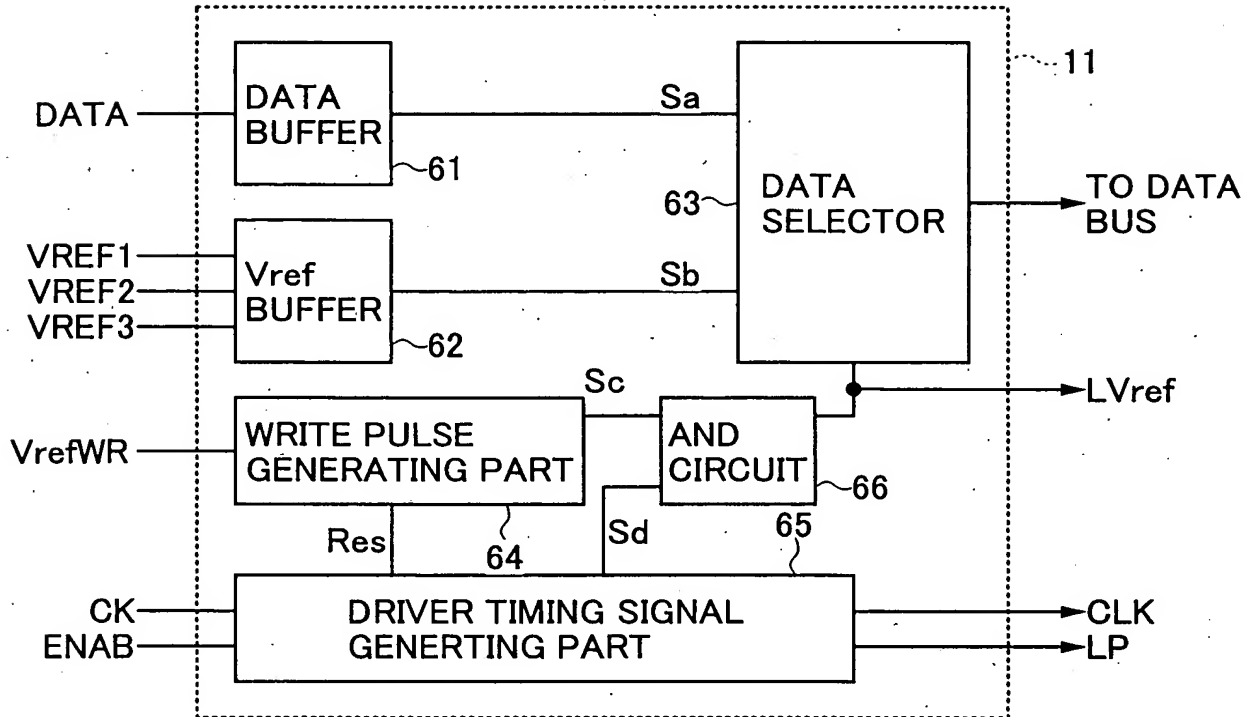 11
DATA
DATA
BUFFER
61
Sa
63
DATA
SELECTOR
TO DATA
BUS
VREF1
VREF2
VREF3
Vref
BUFFER
62
Sb
LVref
VrefWR
WRITE PULSE
GENERATING PART
64
Sc
AND
CIRCUIT
66
Res
Sd
65
CK
ENAB
DRIVER TIMING SIGNAL
GENERTING PART
CLK
LP